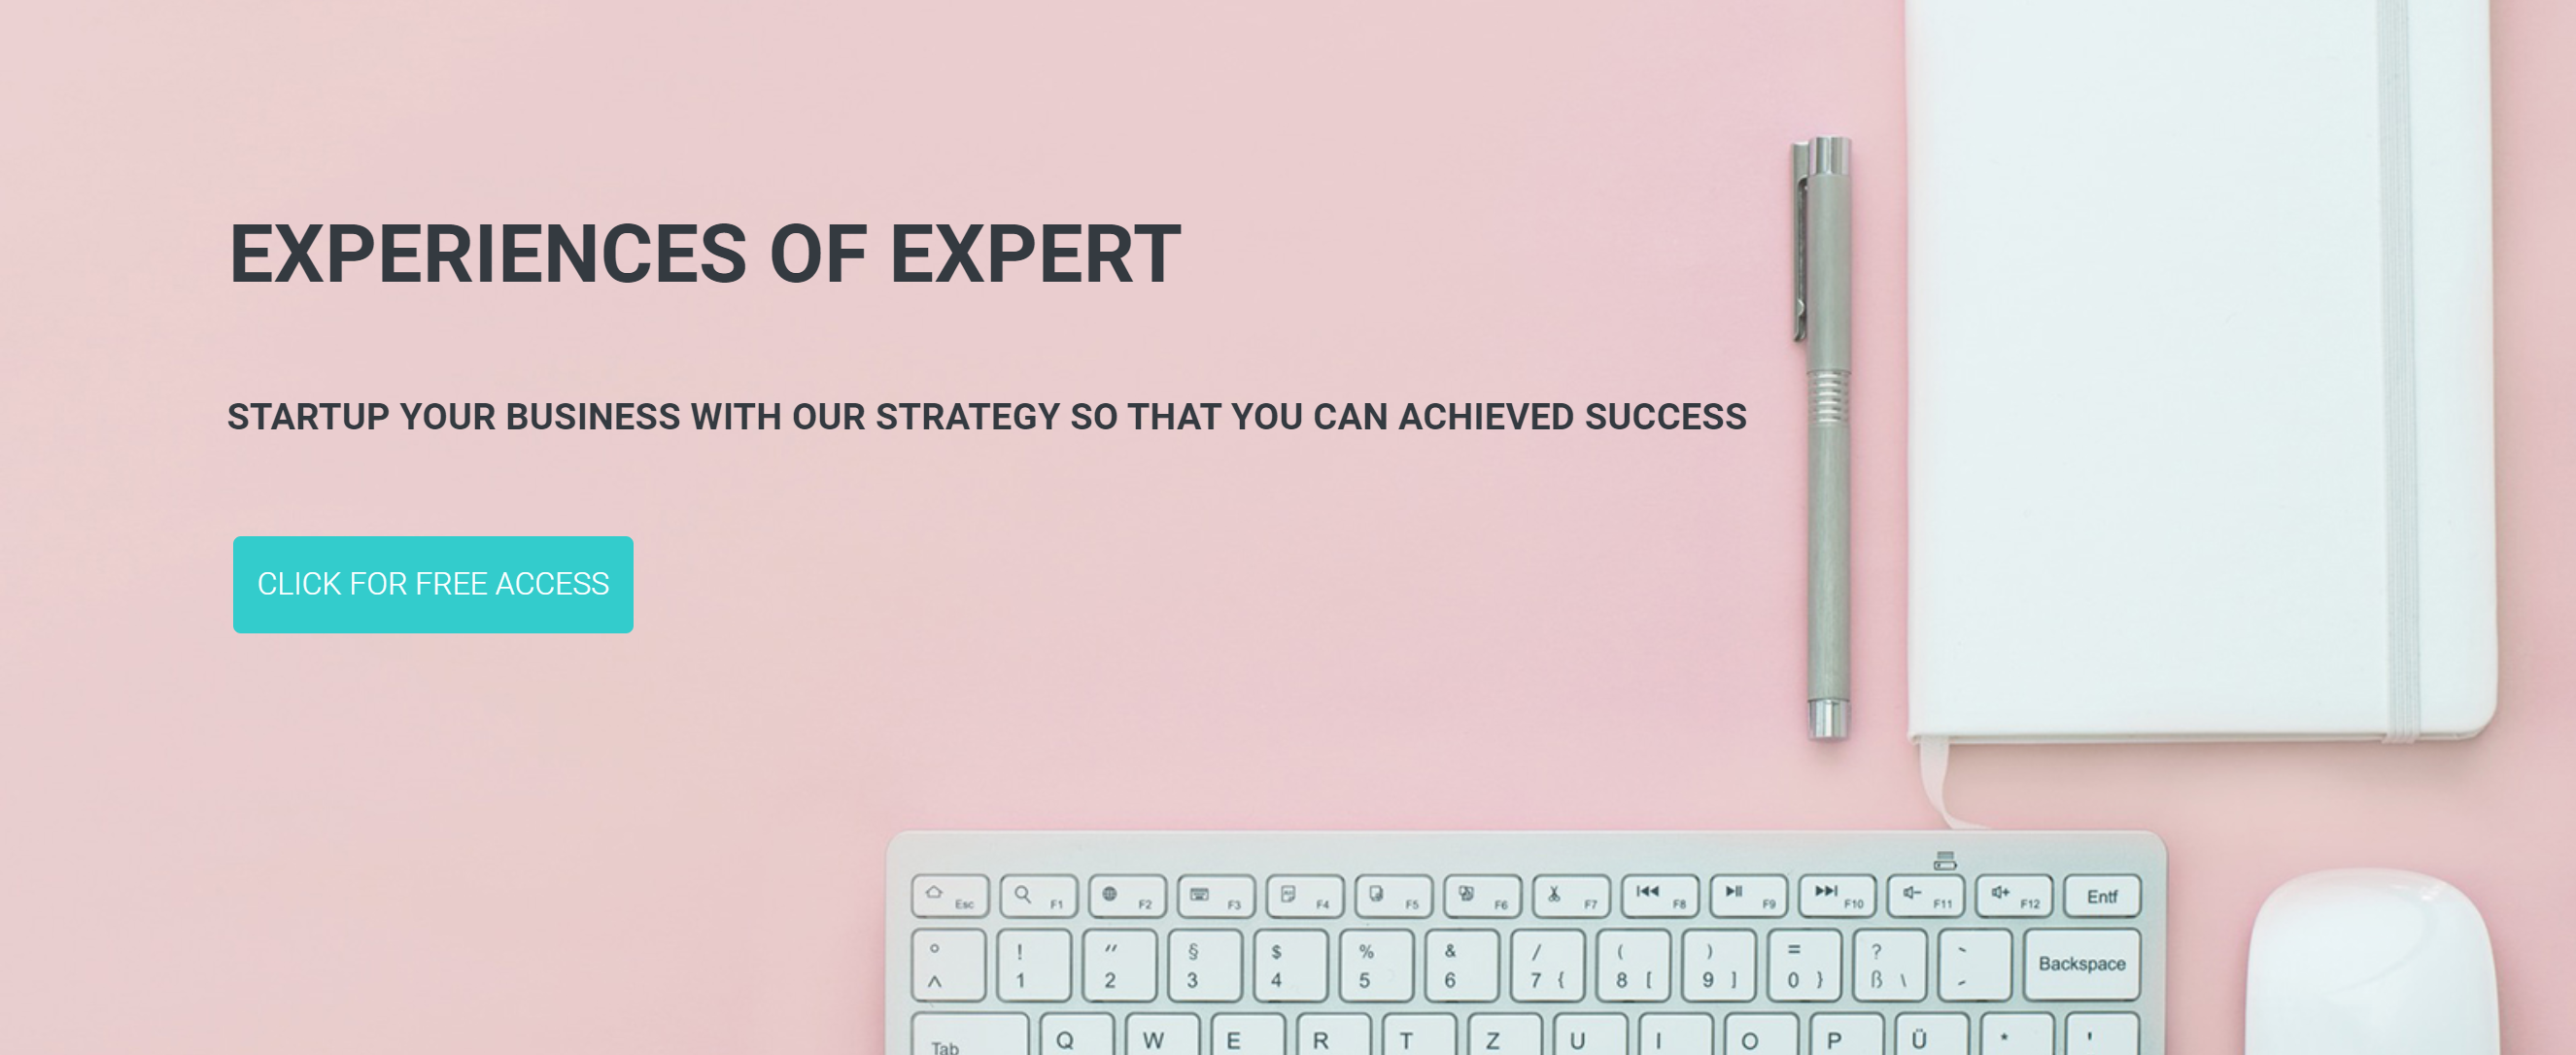 EXPERIENCES OF EXPERT
STARTUP YOUR BUSINESS WITH OUR STRATEGY SO THAT YOU CAN ACHIEVED SUCCESS
CLICK FOR FREE ACCESS
Esc F1 F2 F3 F4 F5 F6 F7 F8 F9 F10 F11 F12 Entf
° ! " § $ % & / ( ) = ? `
^ 1 2 3 4 5 6 7 { 8 [ 9 ] 0 } ß \ ´ Backspace
Tab Q W E R T Z U I O P Ü * '